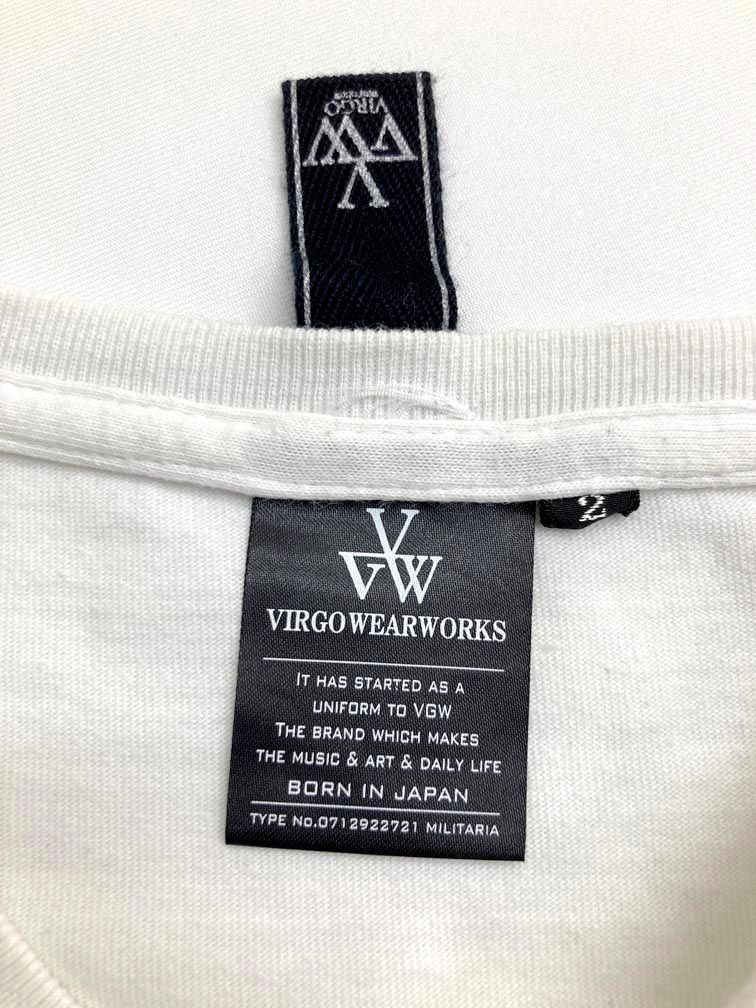 VIRGO
VGW
2
VGW
VIRGOWEARWORKS
IT HAS STARTED AS A
UNIFORM TO VGW
THE BRAND WHICH MAKES
THE MUSIC & ART & DAILY LIFE
BORN IN JAPAN
TYPE No.0712922721 MILITARIA